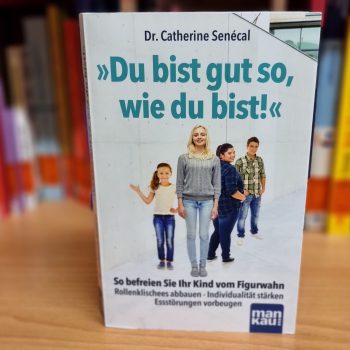 Dr. Catherine Senécal
»Du bist gut so,
wie du bist!«
So befreien Sie Ihr Kind vom Figurwahn
Rollenklischees abbauen · Individualität stärken
Essstörungen vorbeugen
man
kau